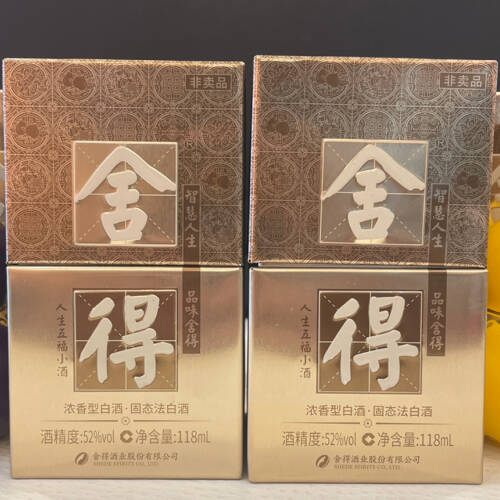 非卖品
舍
®
智慧人生
得
品味舍得
人生五福小酒
浓香型白酒·固态法白酒
酒精度:52%vol 净含量:118mL
舍得酒业股份有限公司
SHEDE SPIRITS CO., LTD.
非卖品
舍
®
智慧人生
得
品味舍得
人生五福小酒
浓香型白酒·固态法白酒
酒精度:52%vol 净含量:118mL
舍得酒业股份有限公司
SHEDE SPIRITS CO., LTD.